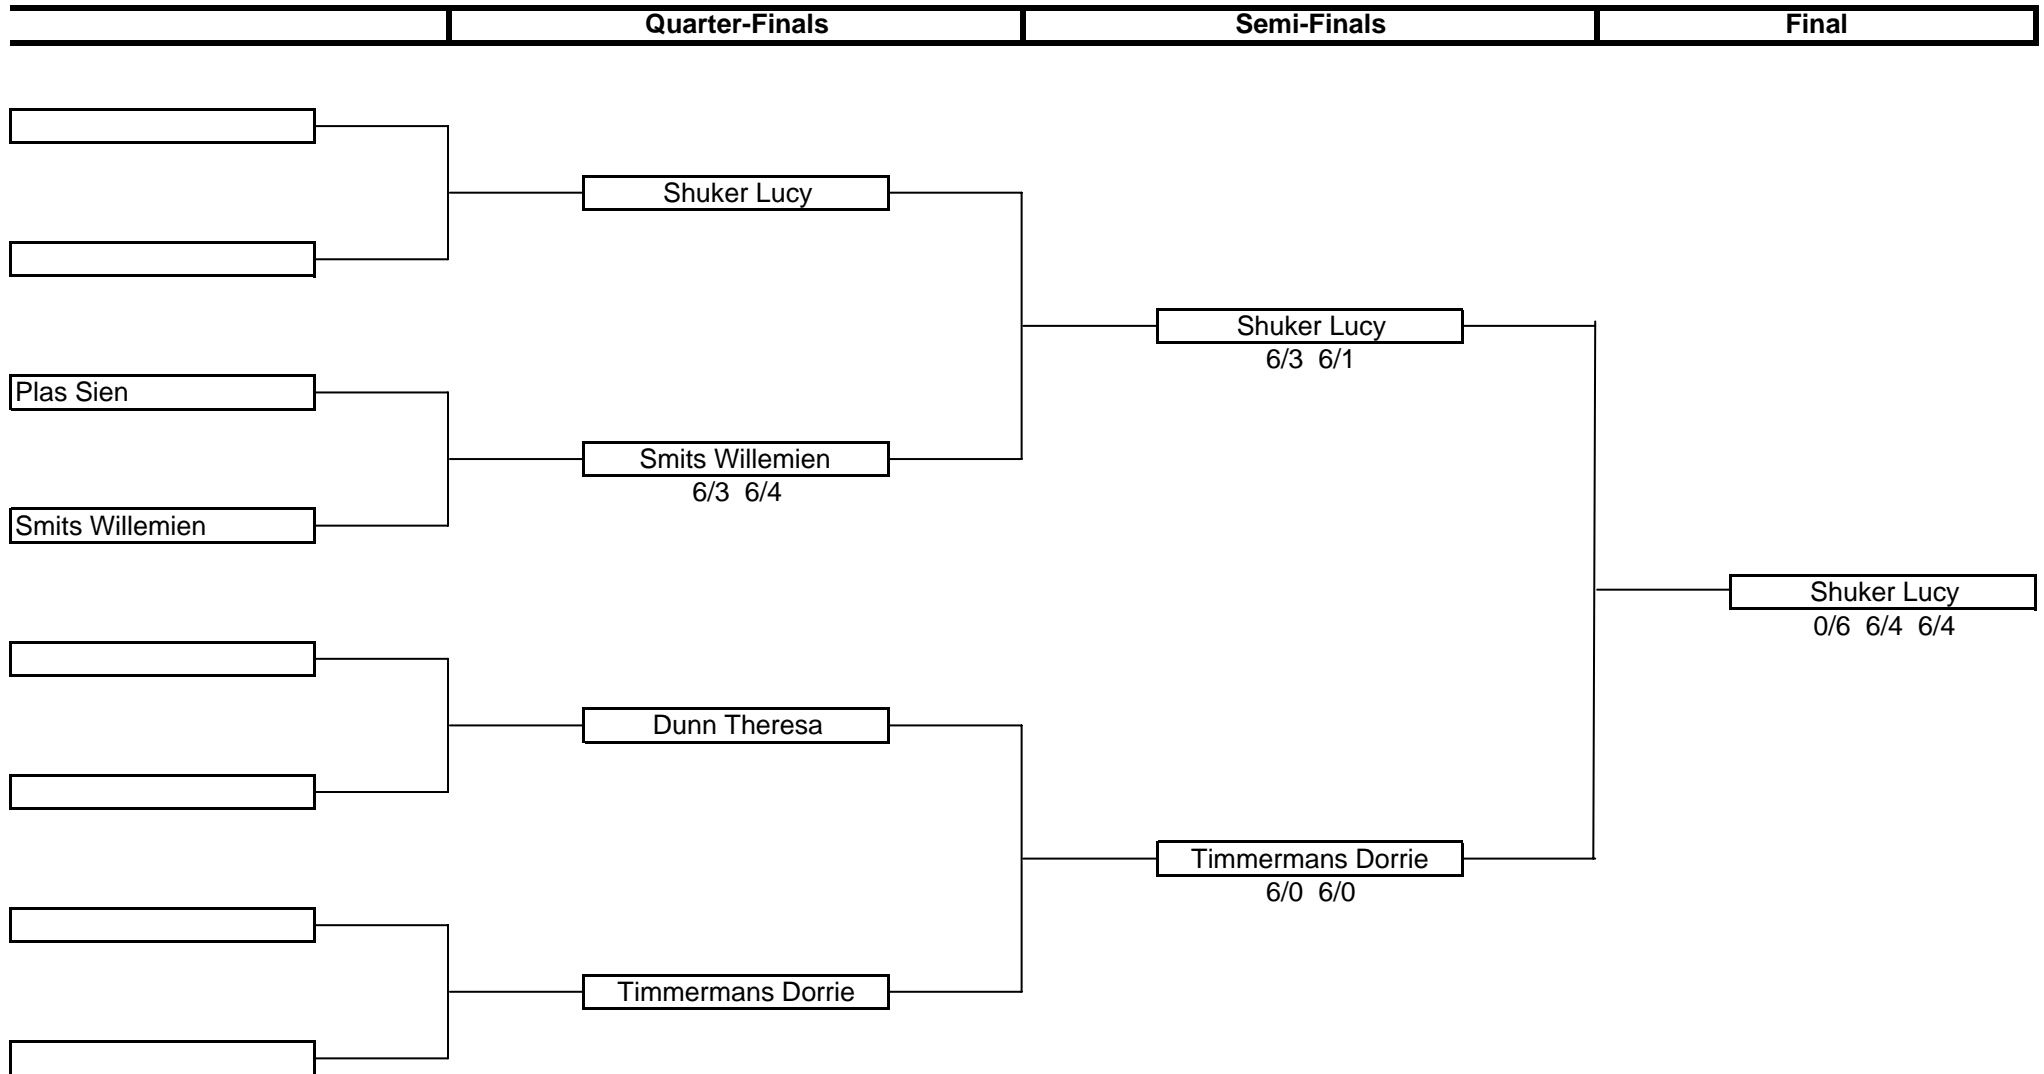 Quarter-Finals Semi-Finals Final
Shuker Lucy
Shuker Lucy
6/3 6/1
Plas Sien
Smits Willemien
6/3 6/4
Smits Willemien
Shuker Lucy
0/6 6/4 6/4
Dunn Theresa
Timmermans Dorrie
6/0 6/0
Timmermans Dorrie